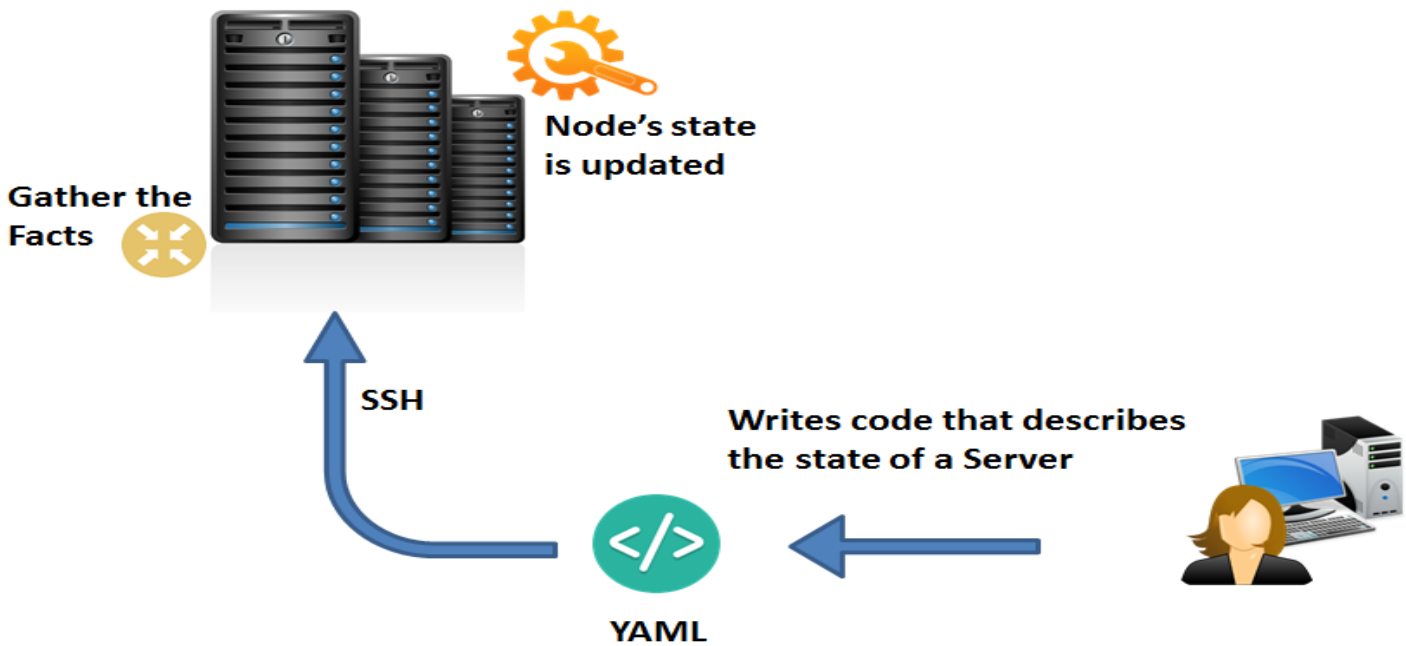 Node’s state
is updated
Gather the
Facts
SSH
Writes code that describes
the state of a Server
</>
YAML